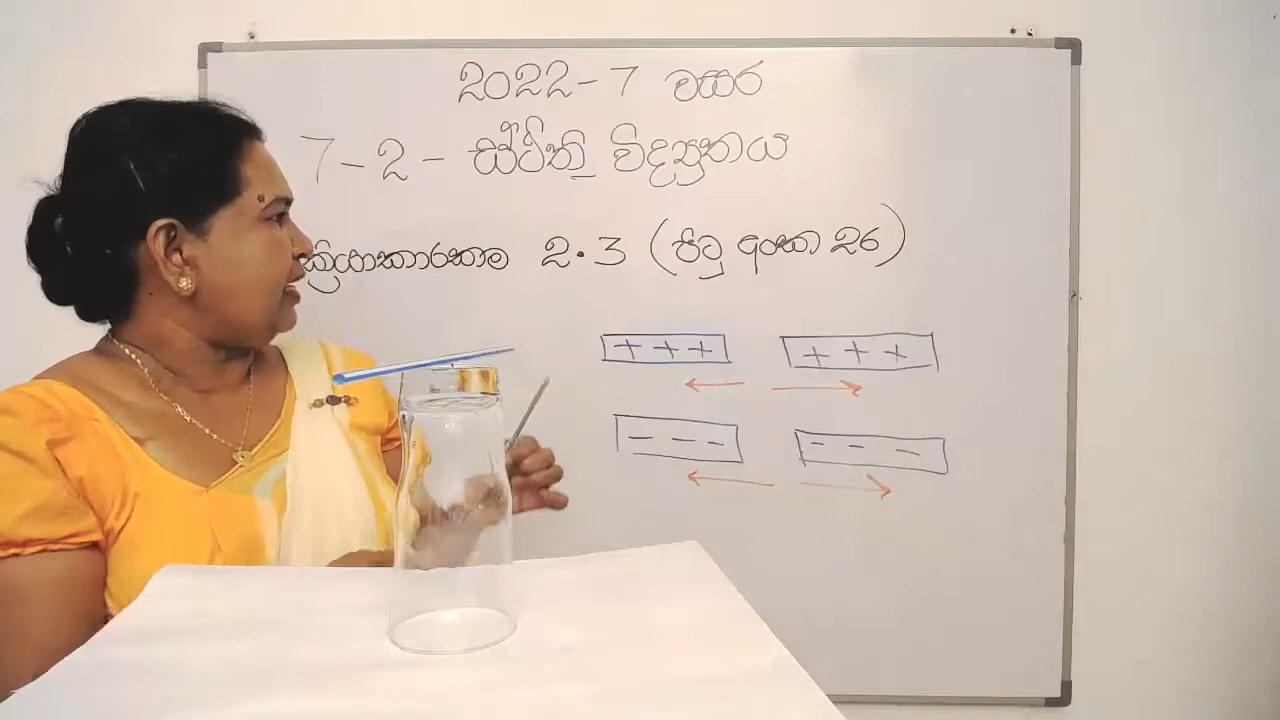 2022-7 වසර
7-2- ස්ථිති විද්‍යුතය
ක්‍රියාකාරකම 2.3 (පිටු අංක 26)
+ + +   + + +
- - -   - - -